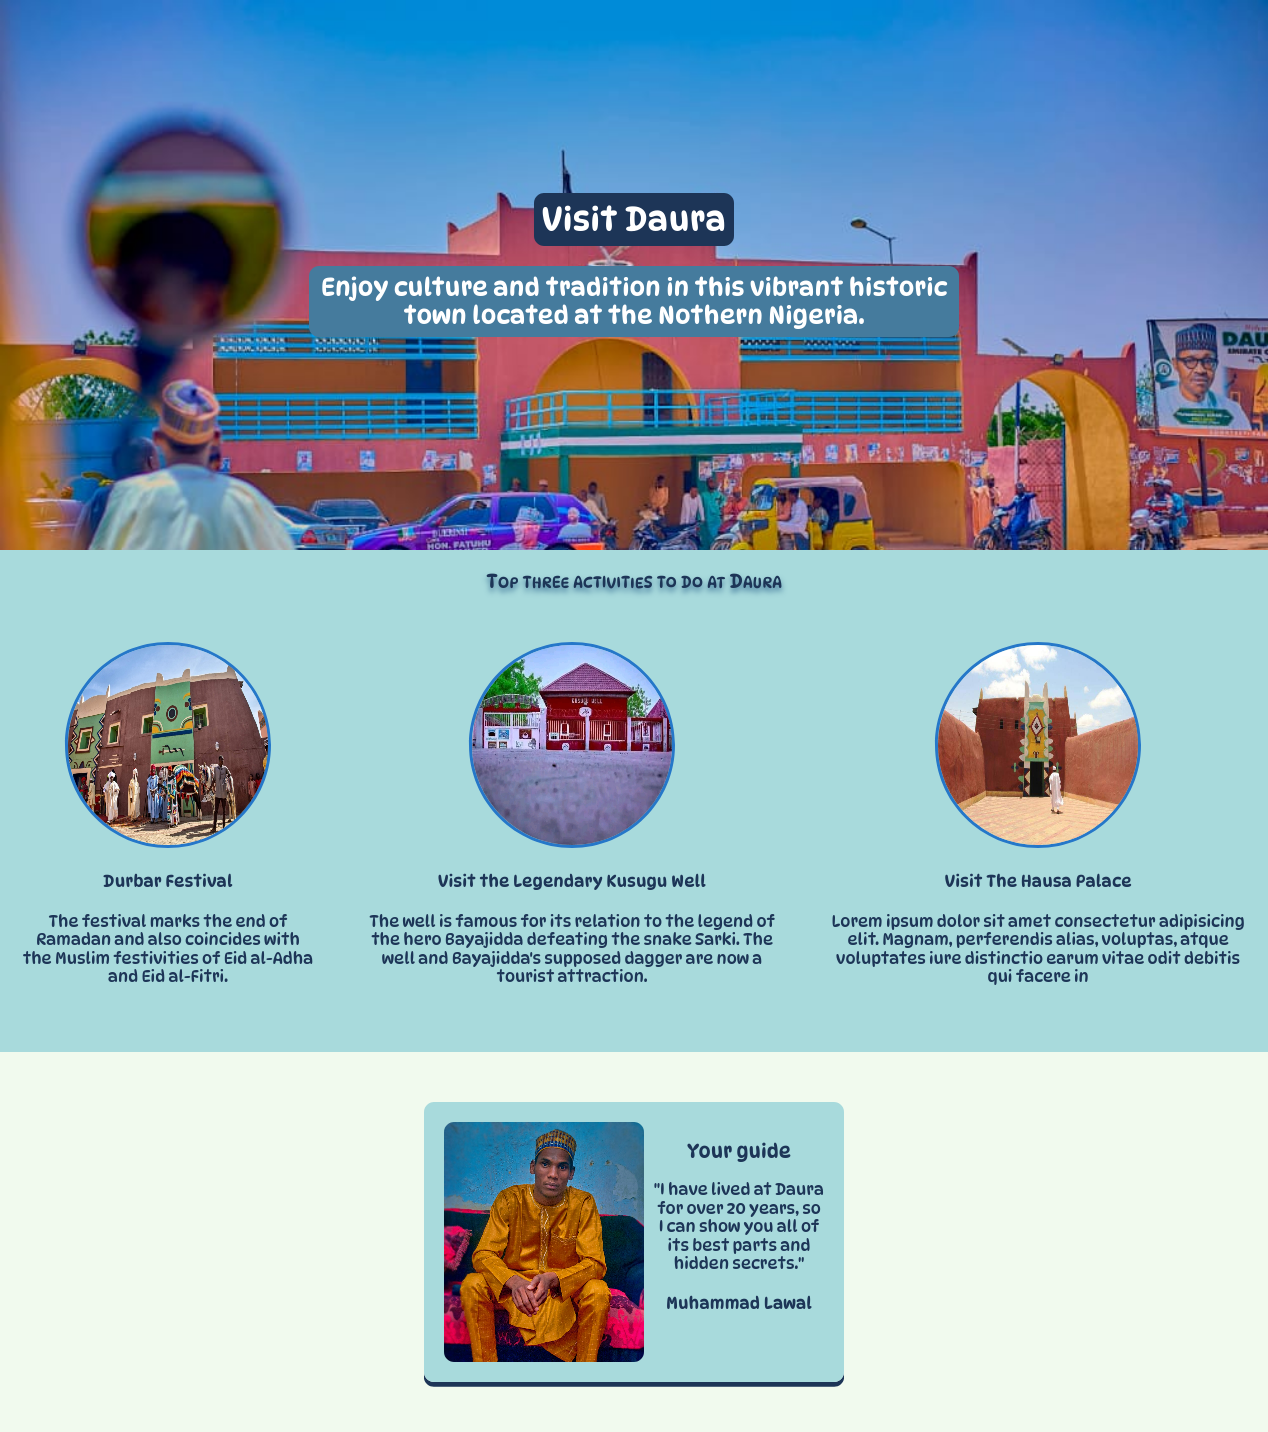 Visit Daura
Enjoy culture and tradition in this vibrant historic
town located at the Nothern Nigeria.
DAU
HON. FATUHU
Top three activities to do at Daura
KUSUGU WELL
Durbar Festival
The festival marks the end of
Ramadan and also coincides with
the Muslim festivities of Eid al-Adha
and Eid al-Fitri.
Visit the Legendary Kusugu Well
The well is famous for its relation to the legend of
the hero Bayajidda defeating the snake Sarki. The
well and Bayajidda's supposed dagger are now a
tourist attraction.
Visit The Hausa Palace
Lorem ipsum dolor sit amet consectetur adipisicing
elit. Magnam, perferendis alias, voluptas, atque
voluptates iure distinctio earum vitae odit debitis
qui facere in
Your guide
"I have lived at Daura
for over 20 years, so
I can show you all of
its best parts and
hidden secrets."
Muhammad Lawal